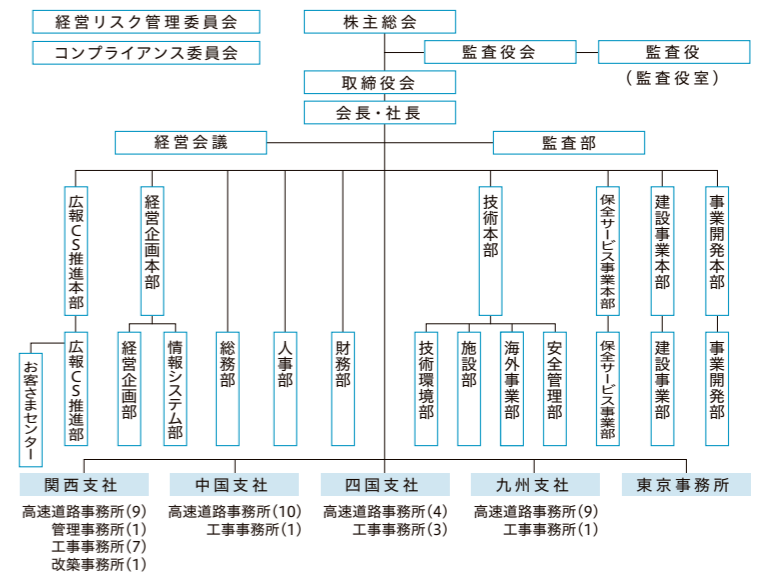 経営リスク管理委員会
株主総会
コンプライアンス委員会
監査役会
監査役
(監査役室)
取締役会
会長・社長
経営会議
監査部
広報CS推進本部
経営企画本部
技術本部
保全サービス事業本部
建設事業本部
事業開発本部
お客さまセンター
広報CS推進部
経営企画部
情報システム部
総務部
人事部
財務部
技術環境部
施設部
海外事業部
安全管理部
保全サービス事業部
建設事業部
事業開発部
関西支社
高速道路事務所(9)
管理事務所(1)
工事事務所(7)
改築事務所(1)
中国支社
高速道路事務所(10)
工事事務所(1)
四国支社
高速道路事務所(4)
工事事務所(3)
九州支社
高速道路事務所(9)
工事事務所(1)
東京事務所